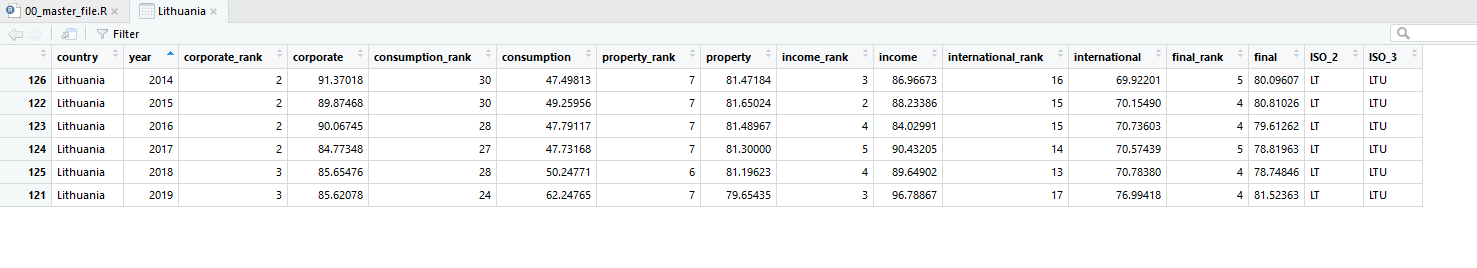 00_master_file.R × Lithuania ×
Filter
country year corporate_rank corporate consumption_rank consumption property_rank property income_rank income international_rank international final_rank final ISO_2 ISO_3
126 Lithuania 2014 2 91.37018 30 47.49813 7 81.47184 3 86.96673 16 69.92201 5 80.09607 LT LTU
122 Lithuania 2015 2 89.87468 30 49.25956 7 81.65024 2 88.23386 15 70.15490 4 80.81026 LT LTU
123 Lithuania 2016 2 90.06745 28 47.79117 7 81.48967 4 84.02991 15 70.73603 4 79.61262 LT LTU
124 Lithuania 2017 2 84.77348 27 47.73168 7 81.30000 5 90.43205 14 70.57439 5 78.81963 LT LTU
125 Lithuania 2018 3 85.65476 28 50.24771 6 81.19623 4 89.64902 13 70.78380 4 78.74846 LT LTU
121 Lithuania 2019 3 85.62078 24 62.24765 7 79.65435 3 96.78867 17 76.99418 4 81.52363 LT LTU